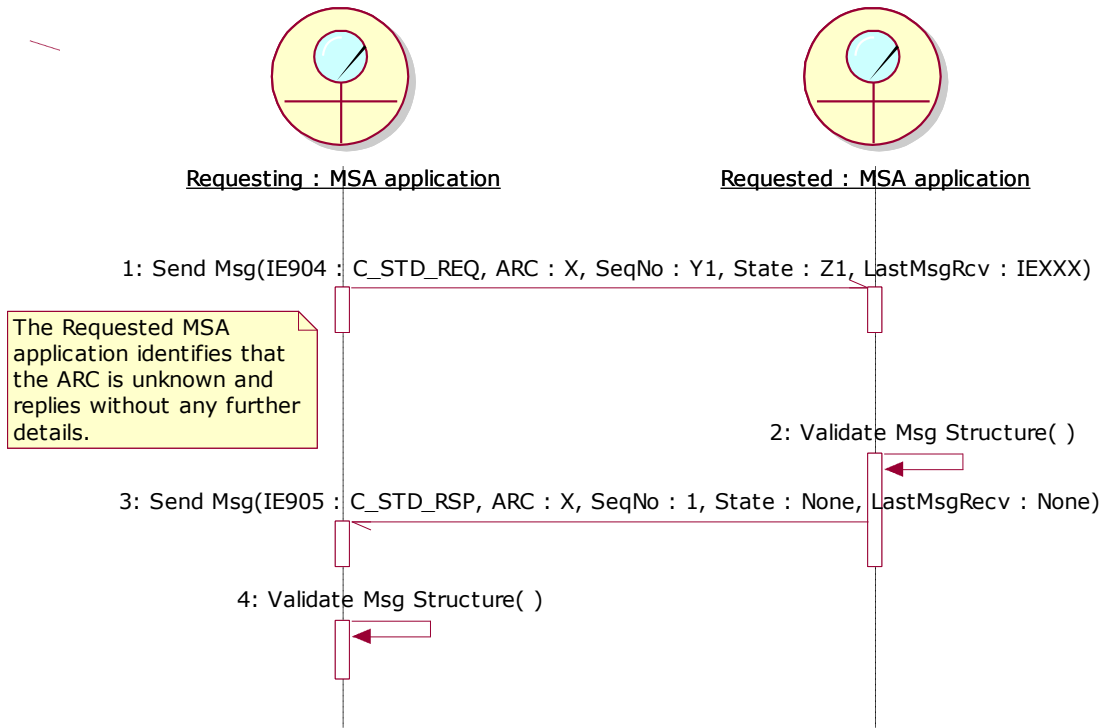 Requesting : MSA application
Requested : MSA application
1: Send Msg(IE904 : C_STD_REQ, ARC : X, SeqNo : Y1, State : Z1, LastMsgRcv : IEXXX)
The Requested MSA
application identifies that
the ARC is unknown and
replies without any further
details.
2: Validate Msg Structure( )
3: Send Msg(IE905 : C_STD_RSP, ARC : X, SeqNo : 1, State : None, LastMsgRecv : None)
4: Validate Msg Structure( )